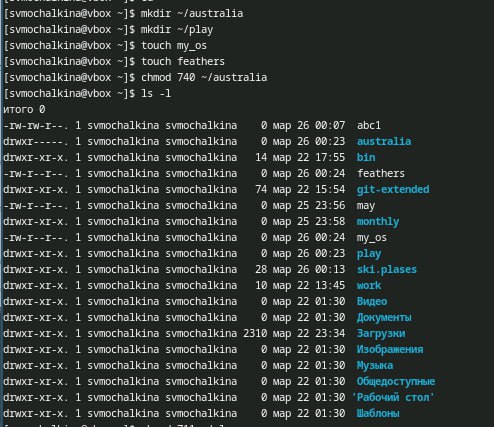 [svmochalkina@vbox ~]$ mkdir ~/australia
[svmochalkina@vbox ~]$ mkdir ~/play
[svmochalkina@vbox ~]$ touch my_os
[svmochalkina@vbox ~]$ touch feathers
[svmochalkina@vbox ~]$ chmod 740 ~/australia
[svmochalkina@vbox ~]$ ls -l
итого 0
-rw-rw-r--. 1 svmochalkina svmochalkina    0 мар 26 00:07  abc1
drwxr-----. 1 svmochalkina svmochalkina    0 мар 26 00:23  australia
drwxr-xr-x. 1 svmochalkina svmochalkina   14 мар 22 17:55  bin
-rw-r--r--. 1 svmochalkina svmochalkina    0 мар 26 00:24  feathers
drwxr-xr-x. 1 svmochalkina svmochalkina   74 мар 22 15:54  git-extended
-rw-r--r--. 1 svmochalkina svmochalkina    0 мар 25 23:56  may
drwxr-xr-x. 1 svmochalkina svmochalkina    0 мар 25 23:58  monthly
-rw-r--r--. 1 svmochalkina svmochalkina    0 мар 26 00:24  my_os
drwxr-xr-x. 1 svmochalkina svmochalkina    0 мар 26 00:23  play
drwxr-xr-x. 1 svmochalkina svmochalkina   28 мар 26 00:13  ski.plases
drwxr-xr-x. 1 svmochalkina svmochalkina   10 мар 22 13:45  work
drwxr-xr-x. 1 svmochalkina svmochalkina    0 мар 22 01:30  Видео
drwxr-xr-x. 1 svmochalkina svmochalkina    0 мар 22 01:30  Документы
drwxr-xr-x. 1 svmochalkina svmochalkina 2310 мар 22 23:34  Загрузки
drwxr-xr-x. 1 svmochalkina svmochalkina    0 мар 22 01:30  Изображения
drwxr-xr-x. 1 svmochalkina svmochalkina    0 мар 22 01:30  Музыка
drwxr-xr-x. 1 svmochalkina svmochalkina    0 мар 22 01:30  Общедоступные
drwxr-xr-x. 1 svmochalkina svmochalkina    0 мар 22 01:30 'Рабочий стол'
drwxr-xr-x. 1 svmochalkina svmochalkina    0 мар 22 01:30  Шаблоны